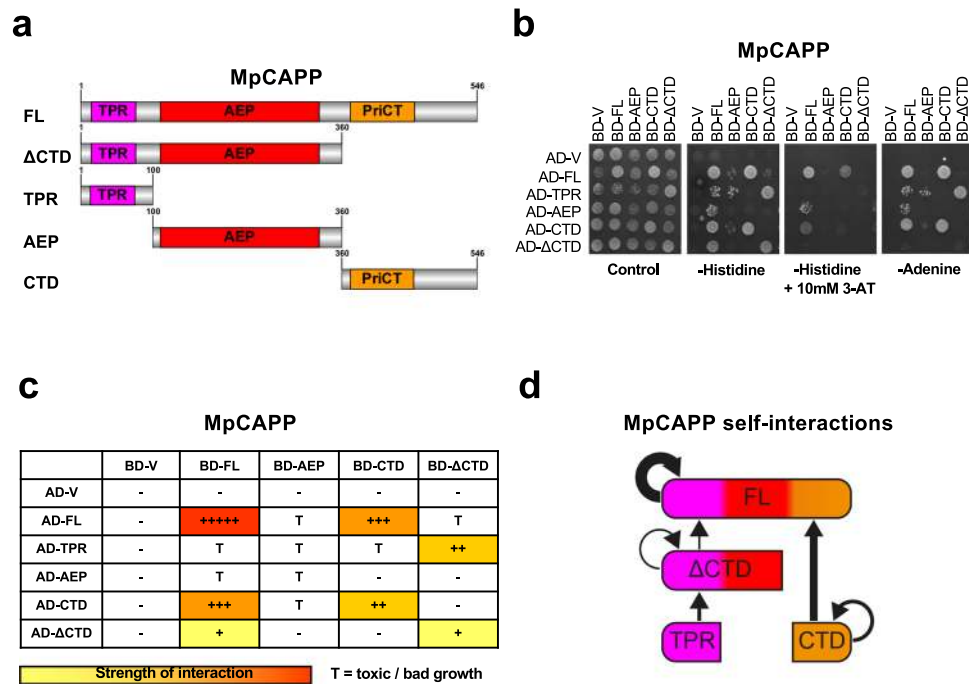 a
MpCAPP
1
546
FL
TPR
AEP
PriCT
1
360
ΔCTD
TPR
AEP
1
100
TPR
TPR
100
360
AEP
AEP
360
546
CTD
PriCT
b
MpCAPP
BD-V BD-FL BD-AEP BD-CTD BD-ΔCTD
BD-V BD-FL BD-AEP BD-CTD BD-ΔCTD
BD-V BD-FL BD-AEP BD-CTD BD-ΔCTD
BD-V BD-FL BD-AEP BD-CTD BD-ΔCTD
AD-V
AD-FL
AD-TPR
AD-AEP
AD-CTD
AD-ΔCTD
Control
-Histidine
-Histidine
+ 10mM 3-AT
-Adenine
c
MpCAPP
BD-V BD-FL BD-AEP BD-CTD BD-ΔCTD
AD-V - - - - -
AD-FL - +++++ T +++ T
AD-TPR - T T T ++
AD-AEP - T T - -
AD-CTD - +++ T ++ -
AD-ΔCTD - + - - +
Strength of interaction
T = toxic / bad growth
d
MpCAPP self-interactions
FL
ΔCTD
TPR
CTD